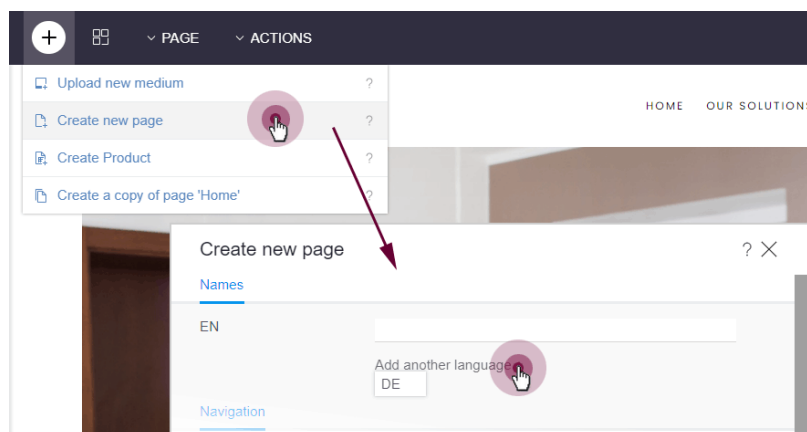 PAGE ACTIONS
Upload new medium ?
Create new page ?
Create Product ?
Create a copy of page 'Home' ?
HOME OUR SOLUTIONS
Create new page ?
Names
EN
Add another language
DE
Navigation